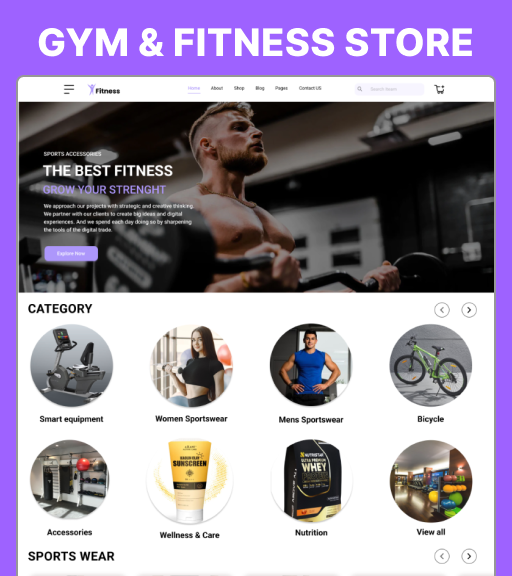 GYM & FITNESS STORE
Fitness
Home About Shop Blog Pages Contact US
SPORTS ACCESSORIES
THE BEST FITNESS
GROW YOUR STRENGHT
We approach our projects with strategic and creative thinking.
We partner with our clients to create big ideas and digital
experiences. And we spend each day doing so by sharpening
the tools of the digital trade.
Explore Now
CATEGORY
Smart equipment
Women Sportswear
Mens Sportswear
Bicycle
SUNSCREEN
NUTRISTAR
ULTRA PREMIUM
WHEY
Accessories
Wellness & Care
Nutrition
View all
SPORTS WEAR